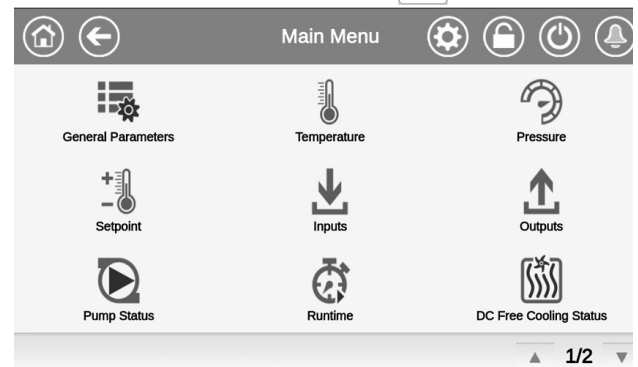 Main Menu
General Parameters
Temperature
Pressure
Setpoint
Inputs
Outputs
Pump Status
Runtime
DC Free Cooling Status
1/2